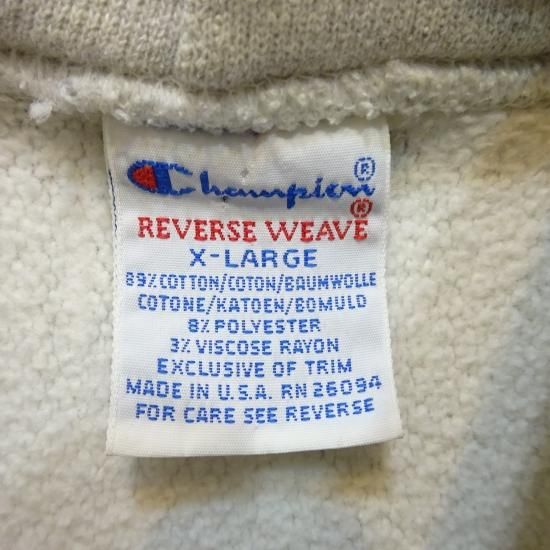 Champion®
REVERSE WEAVE®
X-LARGE
89% COTTON/COTON/BAUMWOLLE
COTONE/KATOEN/BOMULD
8% POLYESTER
3% VISCOSE RAYON
EXCLUSIVE OF TRIM
MADE IN U.S.A. RN 26094
FOR CARE SEE REVERSE